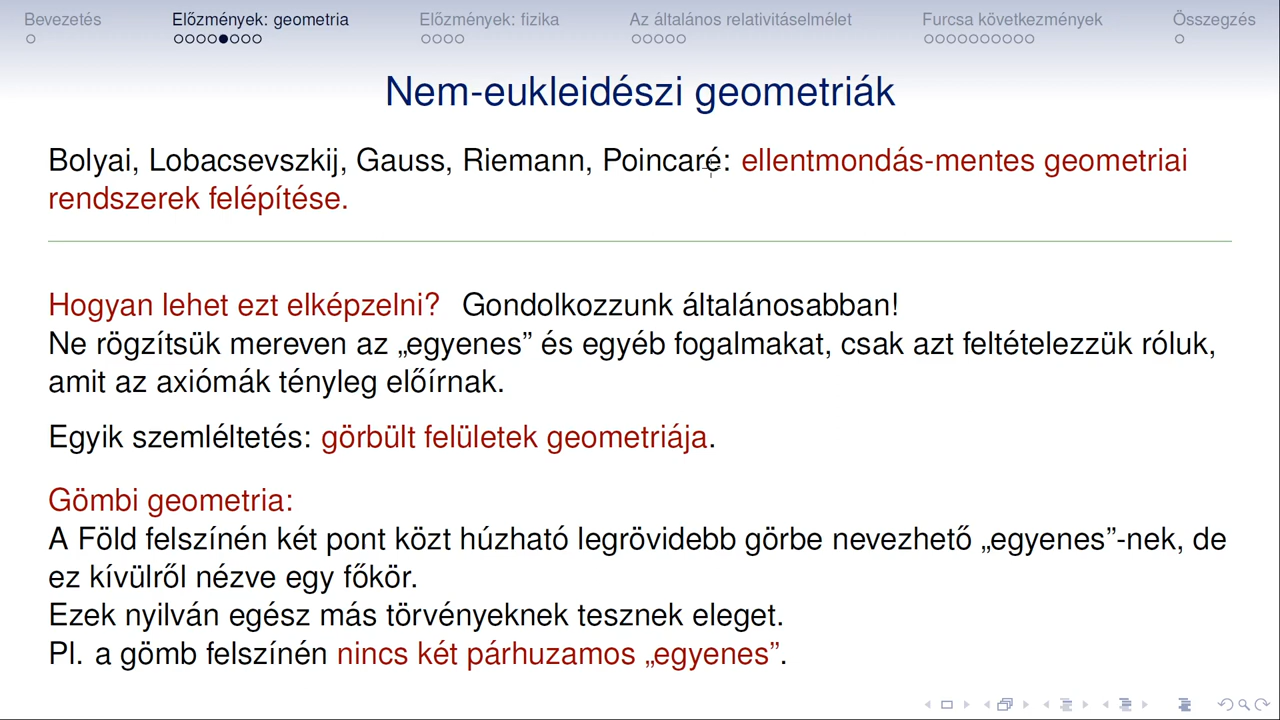 Bevezetés Előzmények: geometria Előzmények: fizika Az általános relativitáselmélet Furcsa következmények Összegzés
Nem-eukleidészi geometriák
Bolyai, Lobacsevszkij, Gauss, Riemann, Poincaré: ellentmondás-mentes geometriai
rendszerek felépítése.
Hogyan lehet ezt elképzelni? Gondolkozzunk általánosabban!
Ne rögzítsük mereven az „egyenes” és egyéb fogalmakat, csak azt feltételezzük róluk,
amit az axiómák tényleg előírnak.
Egyik szemléltetés: görbült felületek geometriája.
Gömbi geometria:
A Föld felszínén két pont közt húzható legrövidebb görbe nevezhető „egyenes”-nek, de
ez kívülről nézve egy főkör.
Ezek nyilván egész más törvényeknek tesznek eleget.
Pl. a gömb felszínén nincs két párhuzamos „egyenes”.